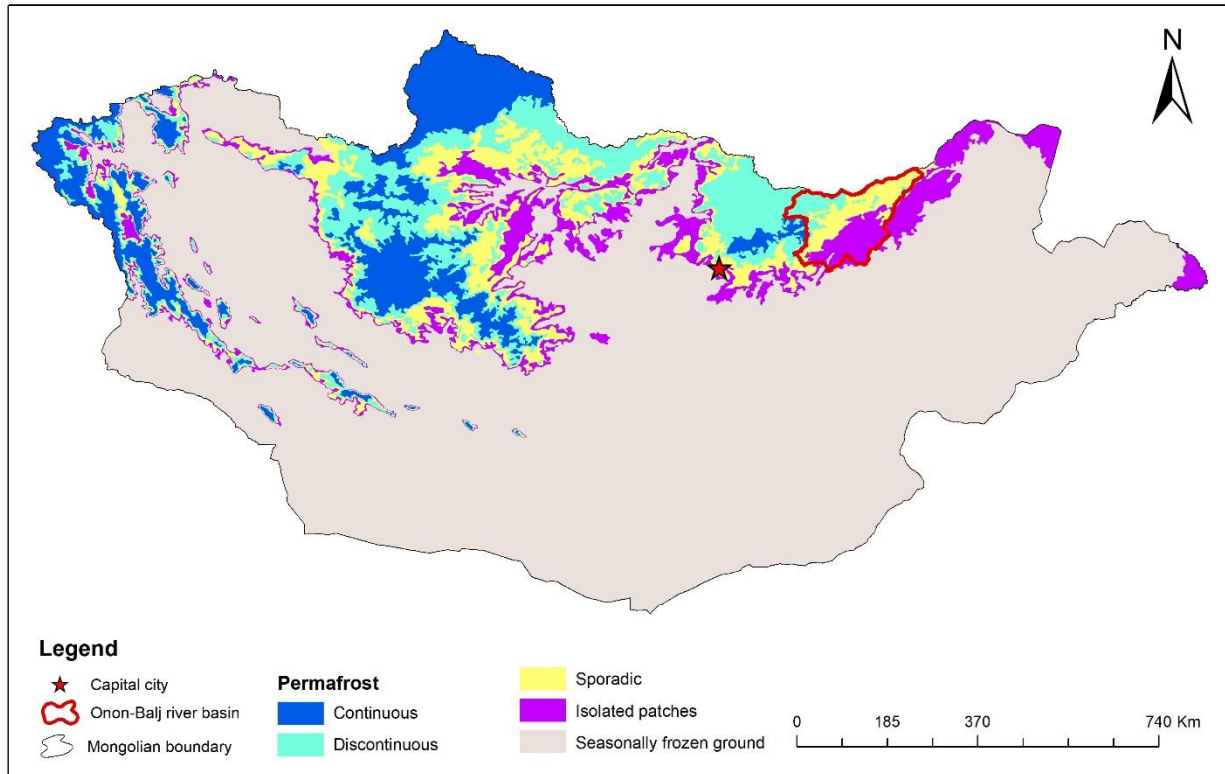 N
Legend
Capital city
Onon-Balj river basin
Mongolian boundary
Permafrost
Continuous
Discontinuous
Sporadic
Isolated patches
Seasonally frozen ground
0 185 370 740 Km